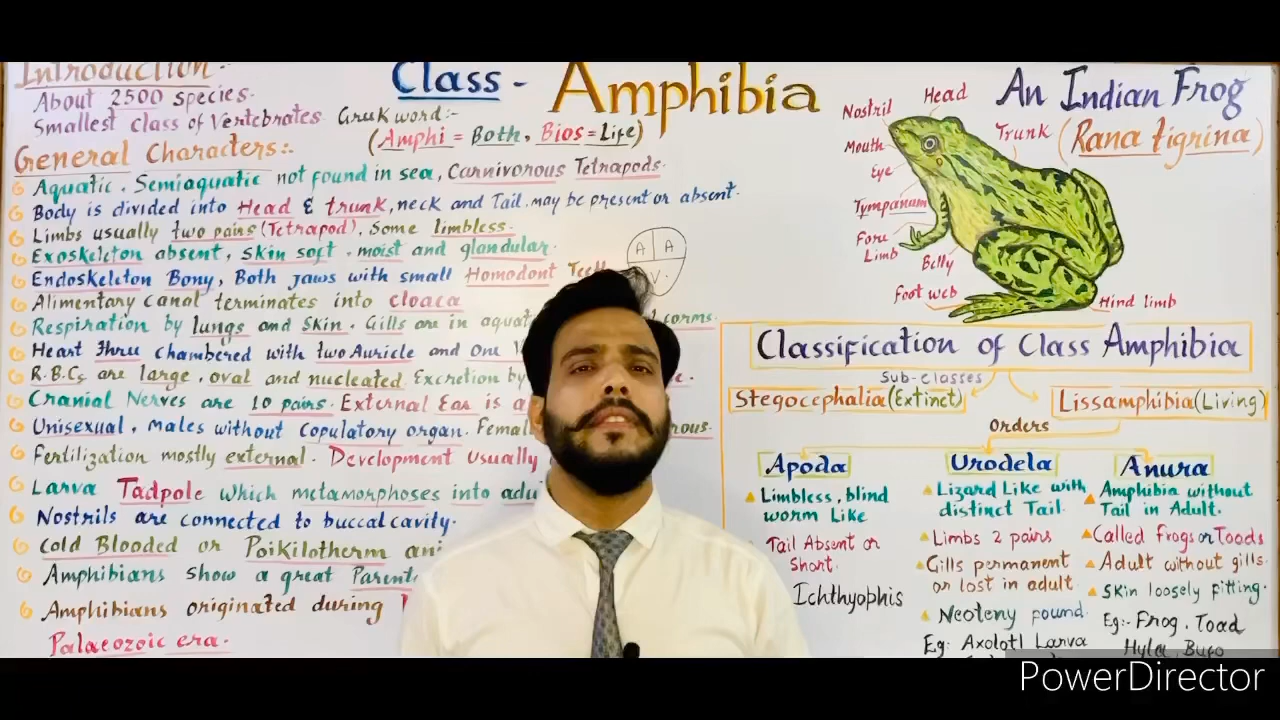 Introduction:-
About 2500 species.
Smallest class of Vertebrates.
Class - Amphibia
Gruk word:-
(Amphi = Both, Bios = Life)
General Characters:.
Aquatic, Semiaquatic not found in sea, Carnivorous Tetrapods.
Body is divided into Head & trunk, neck and Tail may be present or absent.
Limbs usually two pairs (Tetrapod), Some limbless.
Exoskeleton absent, skin soft, moist and glandular.
Endoskeleton Bony, Both jaws with small Homodont Teeth
Alimentary canal terminates into cloaca
Respiration by lungs and skin. Gills are in aquat forms.
Heart three chambered with two Auricle and One V
R.B.Cs are large, oval and nucleated Excretion by
Cranial Nerves are 10 pairs. External Ear is a
Unisexual, males without copulatory organ. Femal rous.
Fertilization mostly external. Development usually
Larva Tadpole which metamorphoses into adu
Nostrils are connected to buccal cavity.
Cold Blooded or Poikilotherm ani
Amphibians show a great Parent
Amphibians originated during
Palaeozoic era.
A A
V.
An Indian Frog
(Rana tigrina)
Nostril
Head
Mouth
Trunk
Eye
Tympanum
Fore
Limb
Belly
Foot web
Hind limb
Classification of Class Amphibia
Sub-classes
Stegocephalia (Extinct)
Lissamphibia (Living)
Orders
Apoda
Limbless, blind
worm Like
Tail Absent or
short.
Ichthyophis
Urodela
Lizard Like with
distinct Tail.
Limbs 2 pairs
Gills permanent
or lost in adult
Neoteny pound.
Eg: Axolotl Larva
Anura
Amphibia without
Tail in Adult.
Called frogs or Toads
Adult without gills.
Skin loosely fitting.
Eg:- Frog, Toad
Hyla, Bufo
PowerDirector